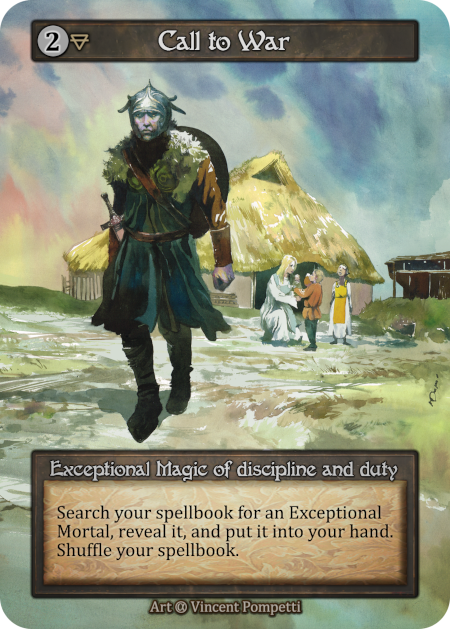 2 Call to War
Exceptional Magic of discipline and duty
Search your spellbook for an Exceptional
Mortal, reveal it, and put it into your hand.
Shuffle your spellbook.
Art @ Vincent Pompetti